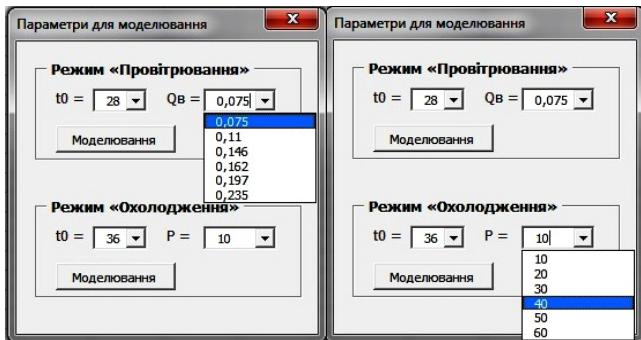 Параметри для моделювання
Режим «Провітрювання»
t0 = 28 Qв = 0,075
0,075
0,11
0,146
0,162
0,197
0,235
Моделювання
Режим «Охолодження»
t0 = 36 P = 10
Моделювання
Параметри для моделювання
Режим «Провітрювання»
t0 = 28 Qв = 0,075
Моделювання
Режим «Охолодження»
t0 = 36 P = 10
10
20
30
40
50
60
Моделювання